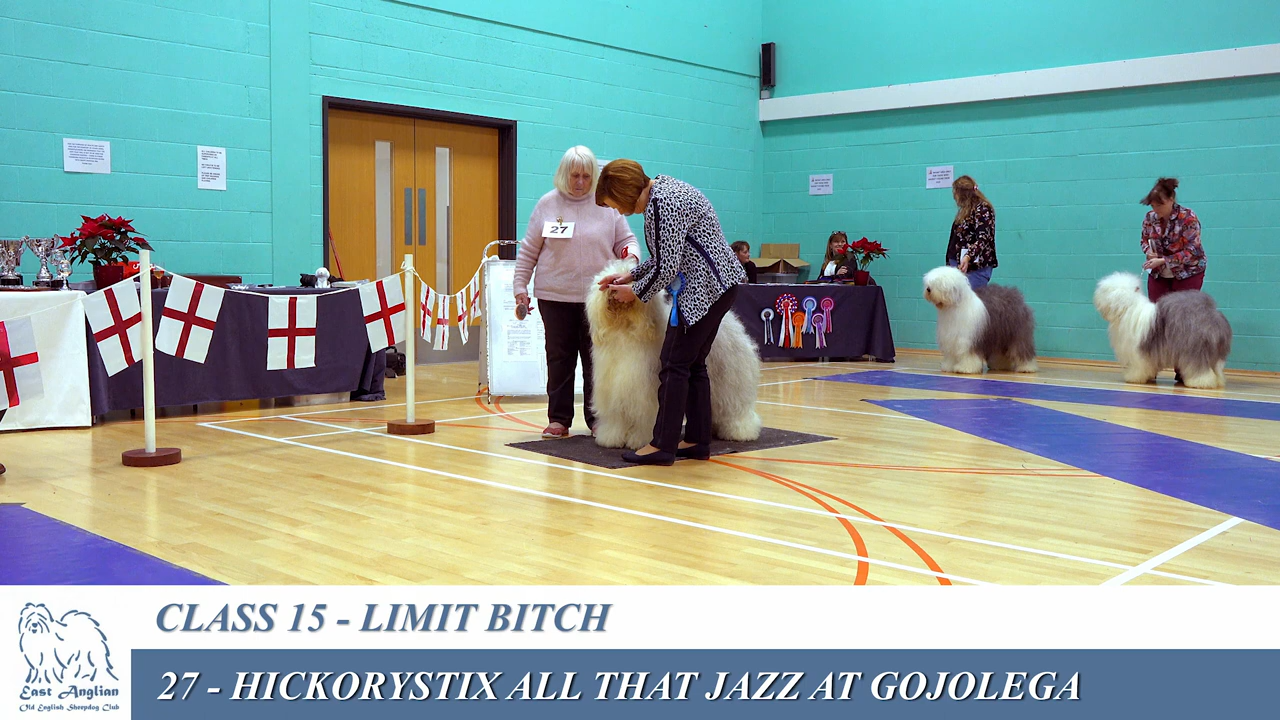 27
CLASS 15 - LIMIT BITCH
27 - HICKORYSTIX ALL THAT JAZZ AT GOJOLEGA
East Anglian
Old English Sheepdog Club